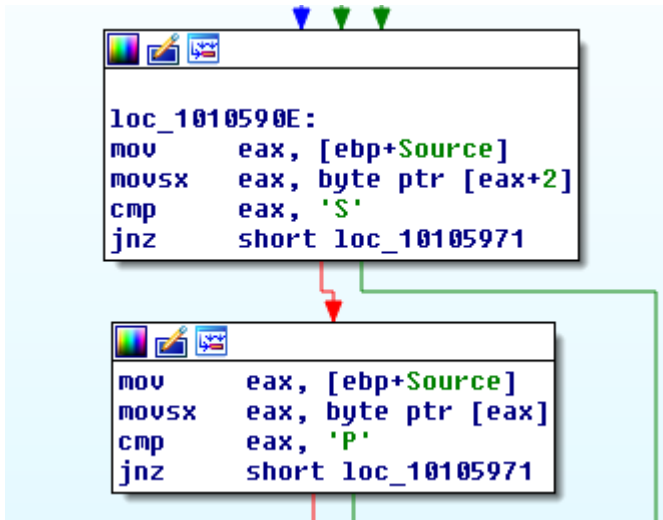 loc_1010590E:
mov eax, [ebp+Source]
movsx eax, byte ptr [eax+2]
cmp eax, 'S'
jnz short loc_10105971
mov eax, [ebp+Source]
movsx eax, byte ptr [eax]
cmp eax, 'P'
jnz short loc_10105971